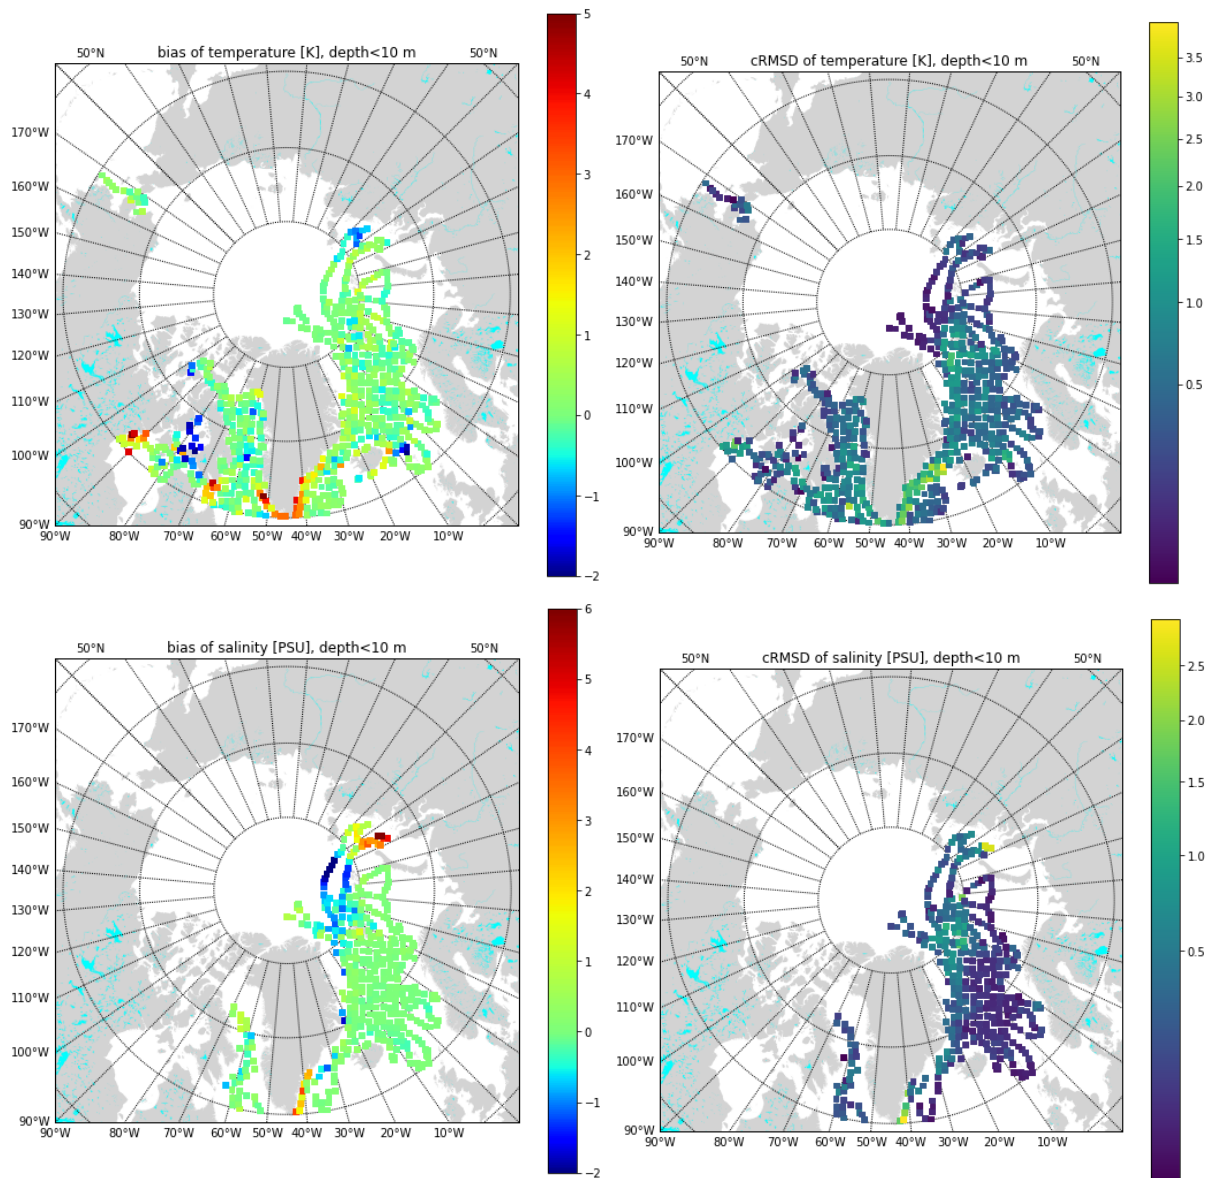 bias of temperature [K], depth<10 m
50°N
50°N
170°W
160°W
150°W
140°W
130°W
120°W
110°W
100°W
90°W
90°W
80°W
70°W
60°W
50°W
40°W
30°W
20°W
10°W
5
4
3
2
1
0
−1
−2
cRMSD of temperature [K], depth<10 m
50°N
50°N
170°W
160°W
150°W
140°W
130°W
120°W
110°W
100°W
90°W
90°W
80°W
70°W
60°W
50°W
40°W
30°W
20°W
10°W
3.5
3.0
2.5
2.0
1.5
1.0
0.5
bias of salinity [PSU], depth<10 m
50°N
50°N
170°W
160°W
150°W
140°W
130°W
120°W
110°W
100°W
90°W
90°W
80°W
70°W
60°W
50°W
40°W
30°W
20°W
10°W
6
5
4
3
2
1
0
−1
−2
cRMSD of salinity [PSU], depth<10 m
50°N
50°N
170°W
160°W
150°W
140°W
130°W
120°W
110°W
100°W
90°W
90°W
80°W
70°W
60°W
50°W
40°W
30°W
20°W
10°W
2.5
2.0
1.5
1.0
0.5